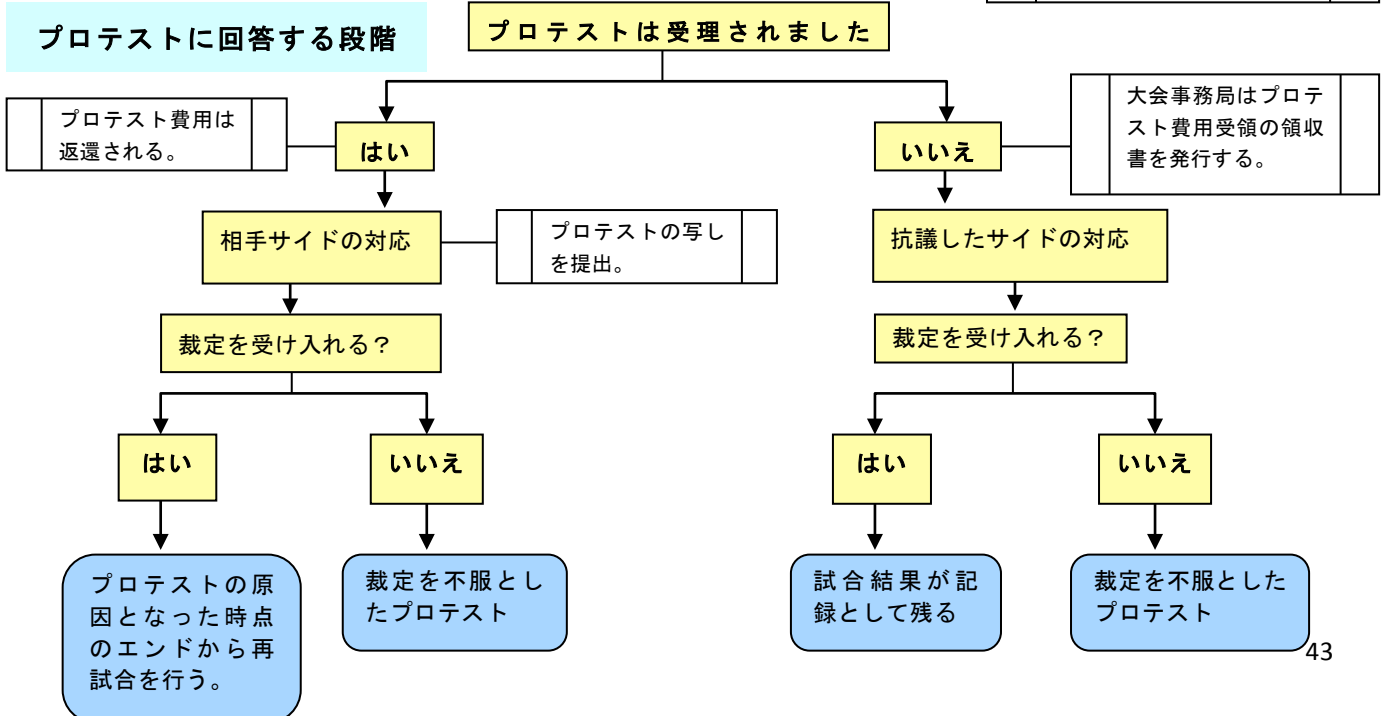 プロテストに回答する段階
プロテストは受理されました
プロテスト費用は
返還される。
はい
いいえ
大会事務局はプロテ
スト費用受領の領収
書を発行する。
相手サイドの対応
プロテストの写し
を提出。
抗議したサイドの対応
裁定を受け入れる？
裁定を受け入れる？
はい
いいえ
はい
いいえ
プロテストの原
因となった時点
のエンドから再
試合を行う。
裁定を不服とし
たプロテスト
試合結果が記
録として残る
裁定を不服とした
プロテスト
43